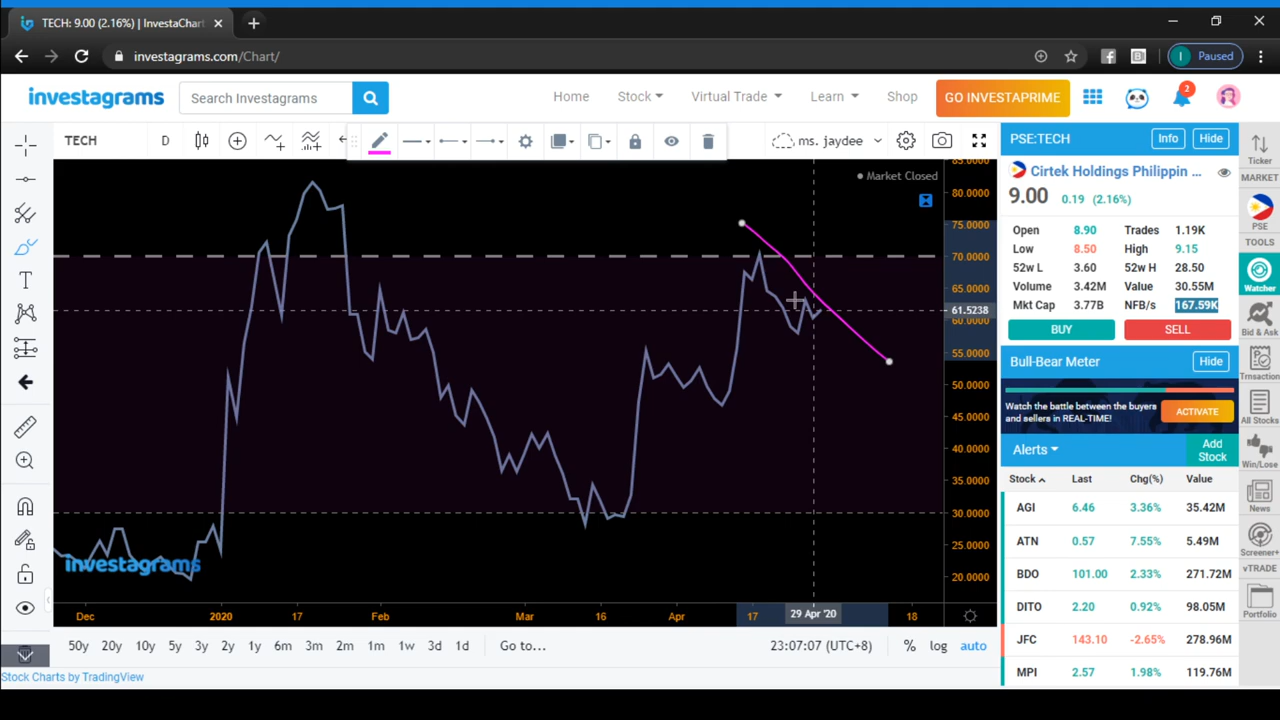 TECH: 9.00 (2.16%) | InvestaChart
investagrams.com/Chart/
I Paused
investagrams
Search Investagrams
Home Stock Virtual Trade Learn Shop
GO INVESTAPRIME
2
TECH D
ms. jaydee
Market Closed
85.0000
80.0000
75.0000
70.0000
65.0000
61.5238
60.0000
55.0000
50.0000
45.0000
40.0000
35.0000
30.0000
25.0000
20.0000
investagrams
Dec 2020 17 Feb Mar 16 Apr 17 29 Apr '20 18
50y 20y 10y 5y 3y 2y 1y 6m 3m 2m 1m 1w 3d 1d Go to... 23:07:07 (UTC+8) % log auto
Stock Charts by TradingView
PSE:TECH Info Hide
Cirtek Holdings Philippin ...
9.00 0.19 (2.16%)
Open 8.90 Trades 1.19K
Low 8.50 High 9.15
52w L 3.60 52w H 28.50
Volume 3.42M Value 30.55M
Mkt Cap 3.77B NFB/s 167.59K
BUY SELL
Bull-Bear Meter Hide
Watch the battle between the buyers
and sellers in REAL-TIME!
ACTIVATE
Alerts
Add
Stock
Stock Last Chg(%) Value
AGI 6.46 3.36% 35.42M
ATN 0.57 7.55% 5.49M
BDO 101.00 2.33% 271.72M
DITO 2.20 0.92% 98.05M
JFC 143.10 -2.65% 278.96M
MPI 2.57 1.98% 119.76M
Ticker
MARKET
PSE
TOOLS
Watcher
Bid & Ask
Trnsaction
All Stocks
Win/Lose
News
Screener+
vTRADE
Portfolio